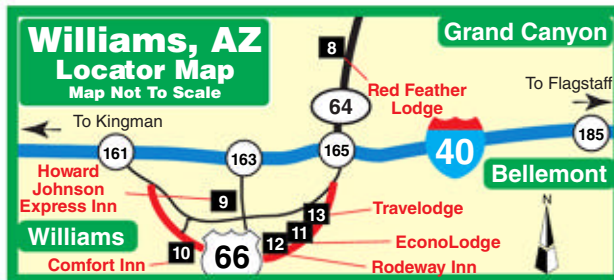 Williams, AZ
Locator Map
Map Not To Scale
Grand Canyon
8
Red Feather
Lodge
To Flagstaff
64
To Kingman
161
163
165
40
185
Howard
Johnson
Express Inn
9
Bellemont
13
Travelodge
Williams
10
66
12
11
EconoLodge
Comfort Inn
Rodeway Inn
N